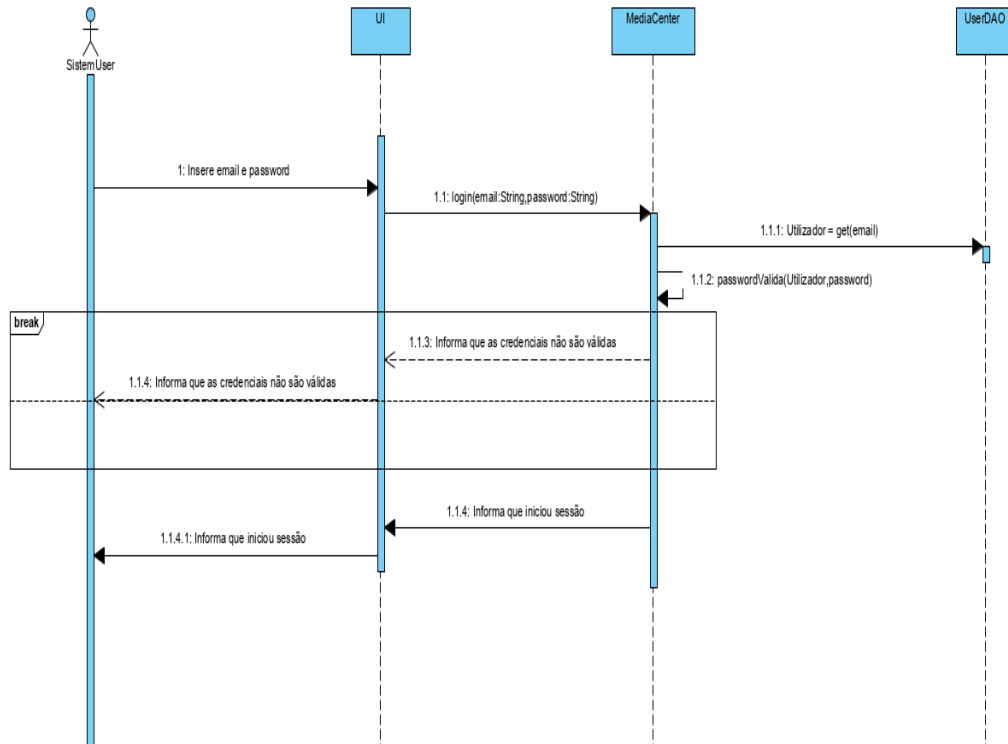 UI
MediaCenter
UserDAO
SistemUser
1: Insere email e password
1.1: login(email:String,password:String)
1.1.1: Utilizador = get(email)
1.1.2: passwordValida(Utilizador,password)
break
1.1.3: Informa que as credenciais não são válidas
1.1.4: Informa que as credenciais não são válidas
1.1.4: Informa que iniciou sessão
1.1.4.1: Informa que iniciou sessão